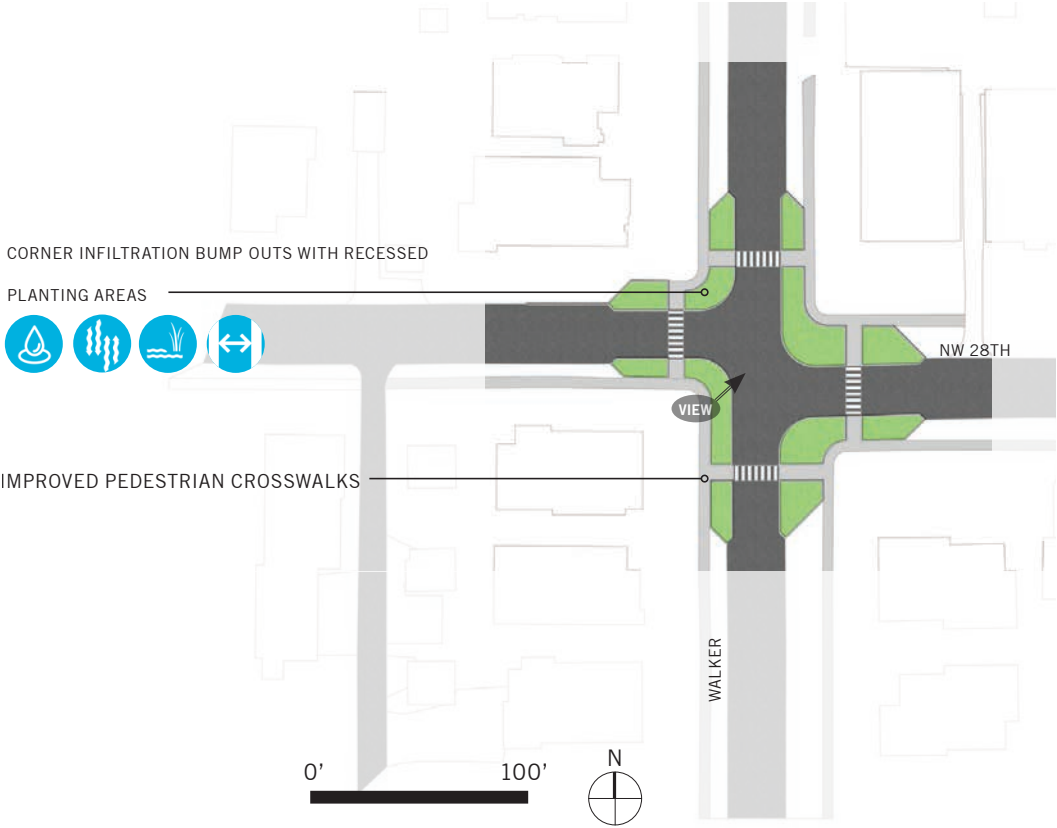 CORNER INFILTRATION BUMP OUTS WITH RECESSED
PLANTING AREAS
NW 28TH
VIEW
IMPROVED PEDESTRIAN CROSSWALKS
WALKER
0’ 100’
N